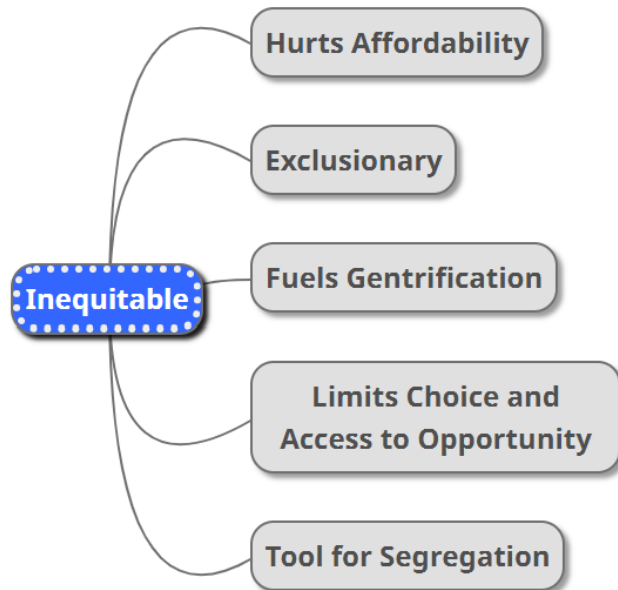 Hurts Affordability
Exclusionary
Fuels Gentrification
Inequitable
Limits Choice and
Access to Opportunity
Tool for Segregation